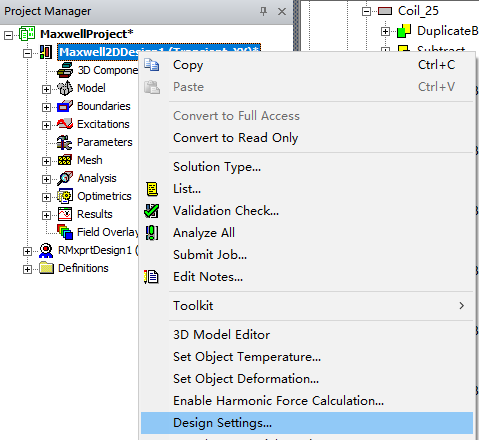 Project Manager
MaxwellProject*
Maxwell2DDesign1 (Transient, XY)*
3D Compone
Model
Boundaries
Excitations
Parameters
Mesh
Analysis
Optimetrics
Results
Field Overlay
RMxprtDesign1 (
Definitions
Copy Ctrl+C
Paste Ctrl+V
Convert to Full Access
Convert to Read Only
Solution Type...
List...
Validation Check...
Analyze All
Submit Job...
Edit Notes...
Toolkit
3D Model Editor
Set Object Temperature...
Set Object Deformation...
Enable Harmonic Force Calculation...
Design Settings...
Coil_25
DuplicateB
Subtract